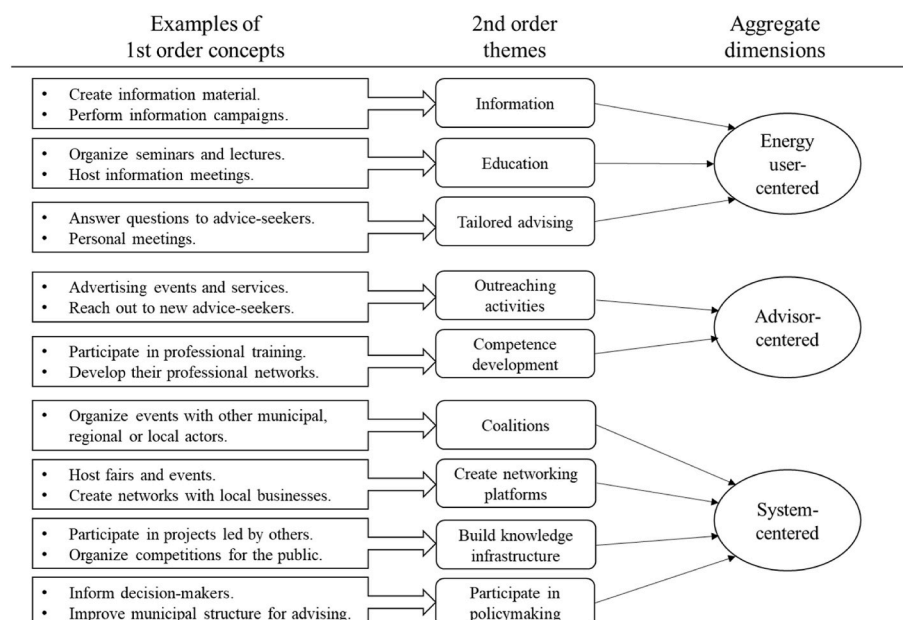 Examples of
1st order concepts
2nd order
themes
Aggregate
dimensions
• Create information material.
• Perform information campaigns.
Information
• Organize seminars and lectures.
• Host information meetings.
Education
• Answer questions to advice-seekers.
• Personal meetings.
Tailored advising
Energy
user-
centered
• Advertising events and services.
• Reach out to new advice-seekers.
Outreaching
activities
• Participate in professional training.
• Develop their professional networks.
Competence
development
Advisor-
centered
• Organize events with other municipal,
regional or local actors.
Coalitions
• Host fairs and events.
• Create networks with local businesses.
Create networking
platforms
• Participate in projects led by others.
• Organize competitions for the public.
Build knowledge
infrastructure
• Inform decision-makers.
• Improve municipal structure for advising.
Participate in
policymaking
System-
centered